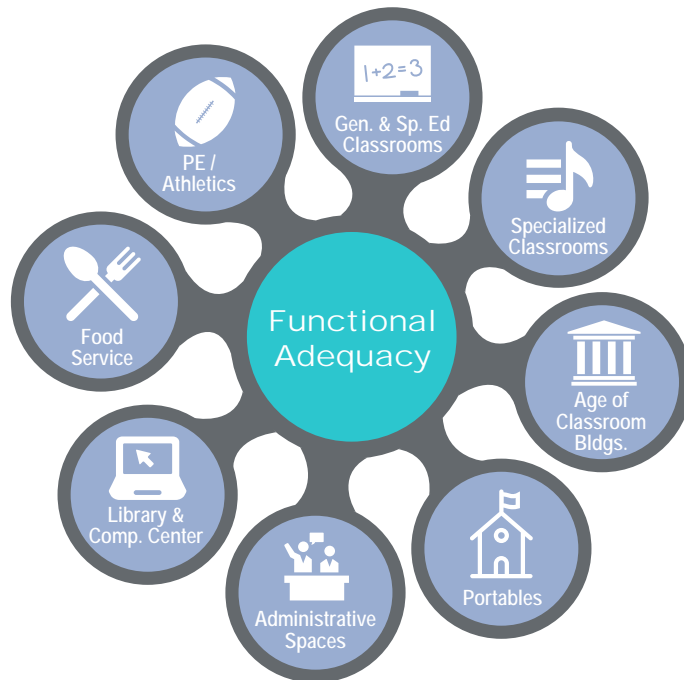 1+2=3
Gen. & Sp. Ed
Classrooms
Specialized
Classrooms
Age of
Classroom
Bldgs.
Portables
Administrative
Spaces
Library &
Comp. Center
Food
Service
PE /
Athletics
Functional
Adequacy